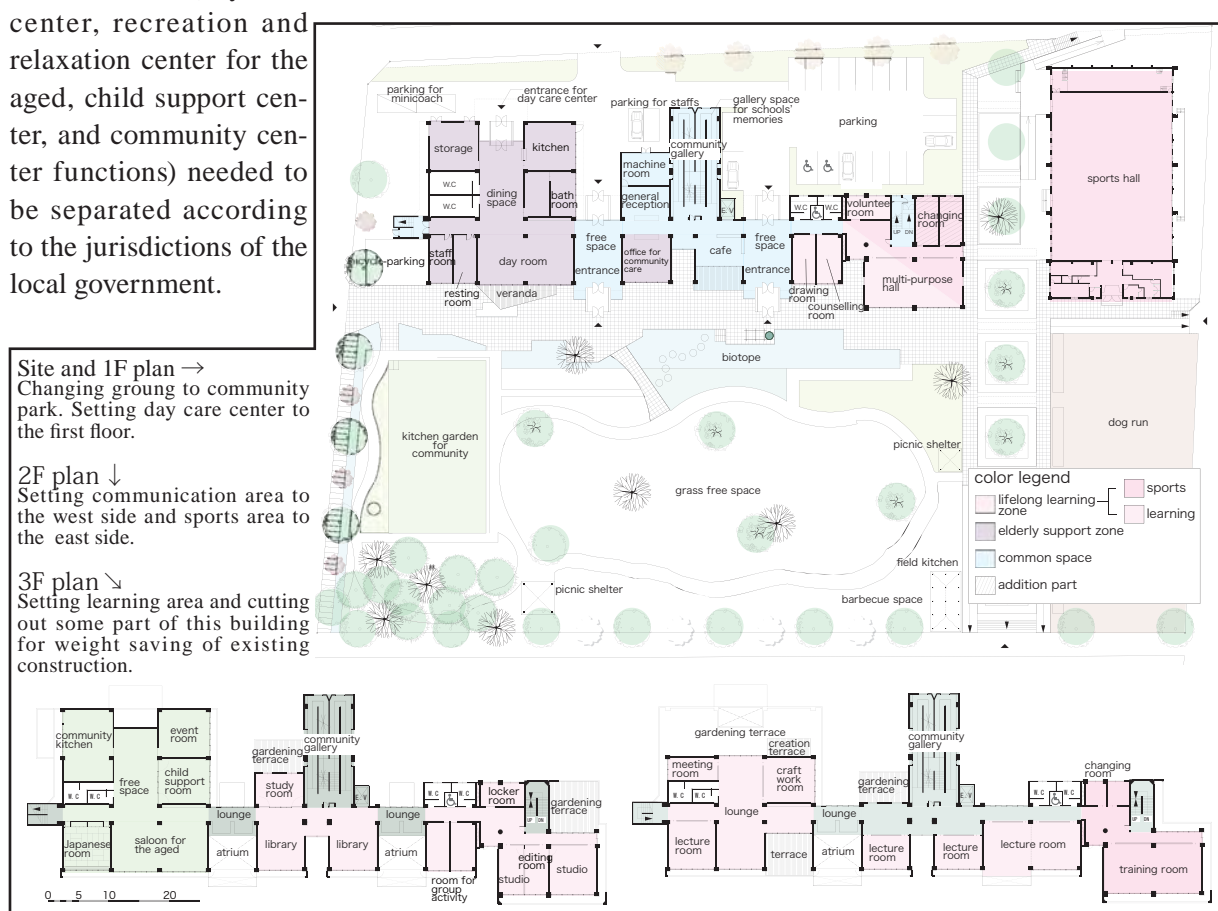 center, recreation and
relaxation center for the
aged, child support cen-
ter, and community cen-
ter functions) needed to
be separated according
to the jurisdictions of the
local government.
Site and 1F plan →
Changing groung to community
park. Setting day care center to
the first floor.
2F plan ↓
Setting communication area to
the west side and sports area to
the east side.
3F plan ↘
Setting learning area and cutting
out some part of this building
for weight saving of existing
construction.
parking for
minicoach
entrance for
day care center
parking for staffs
gallery space
for schools'
memories
parking
community
gallery
storage
kitchen
W.C
W.C
dining
space
bath
room
machine
room
general
reception
E.V
W.C
W.C
volunteer
room
UP DN
changing
room
sports hall
bicycle-parking
staff
room
resting
room
day room
veranda
free
space
entrance
office for
community
care
cafe
free
space
entrance
drawing
room
counselling
room
multi-purpose
hall
biotope
kitchen garden
for
community
grass free space
picnic shelter
dog run
picnic shelter
field kitchen
barbecue space
color legend
lifelong learning
zone
sports
learning
elderly support zone
common space
addition part
community
kitchen
event
room
child
support
room
free
space
W.C
W.C
Japanese
room
saloon for
the aged
gardening
terrace
community
gallery
study
room
E.V
lounge
lounge
atrium
library
library
atrium
W.C
W.C
locker
room
UP DN
gardening
terrace
room for
group
activity
editing
room
studio
studio
0 5 10 20
gardening terrace
creation
terrace
meeting
room
craft
work
room
W.C
W.C
lounge
lecture
room
terrace
lounge
atrium
gardening
terrace
community
gallery
E.V
lecture
room
lecture
room
lecture room
W.C
W.C
changing
room
UP DN
training room